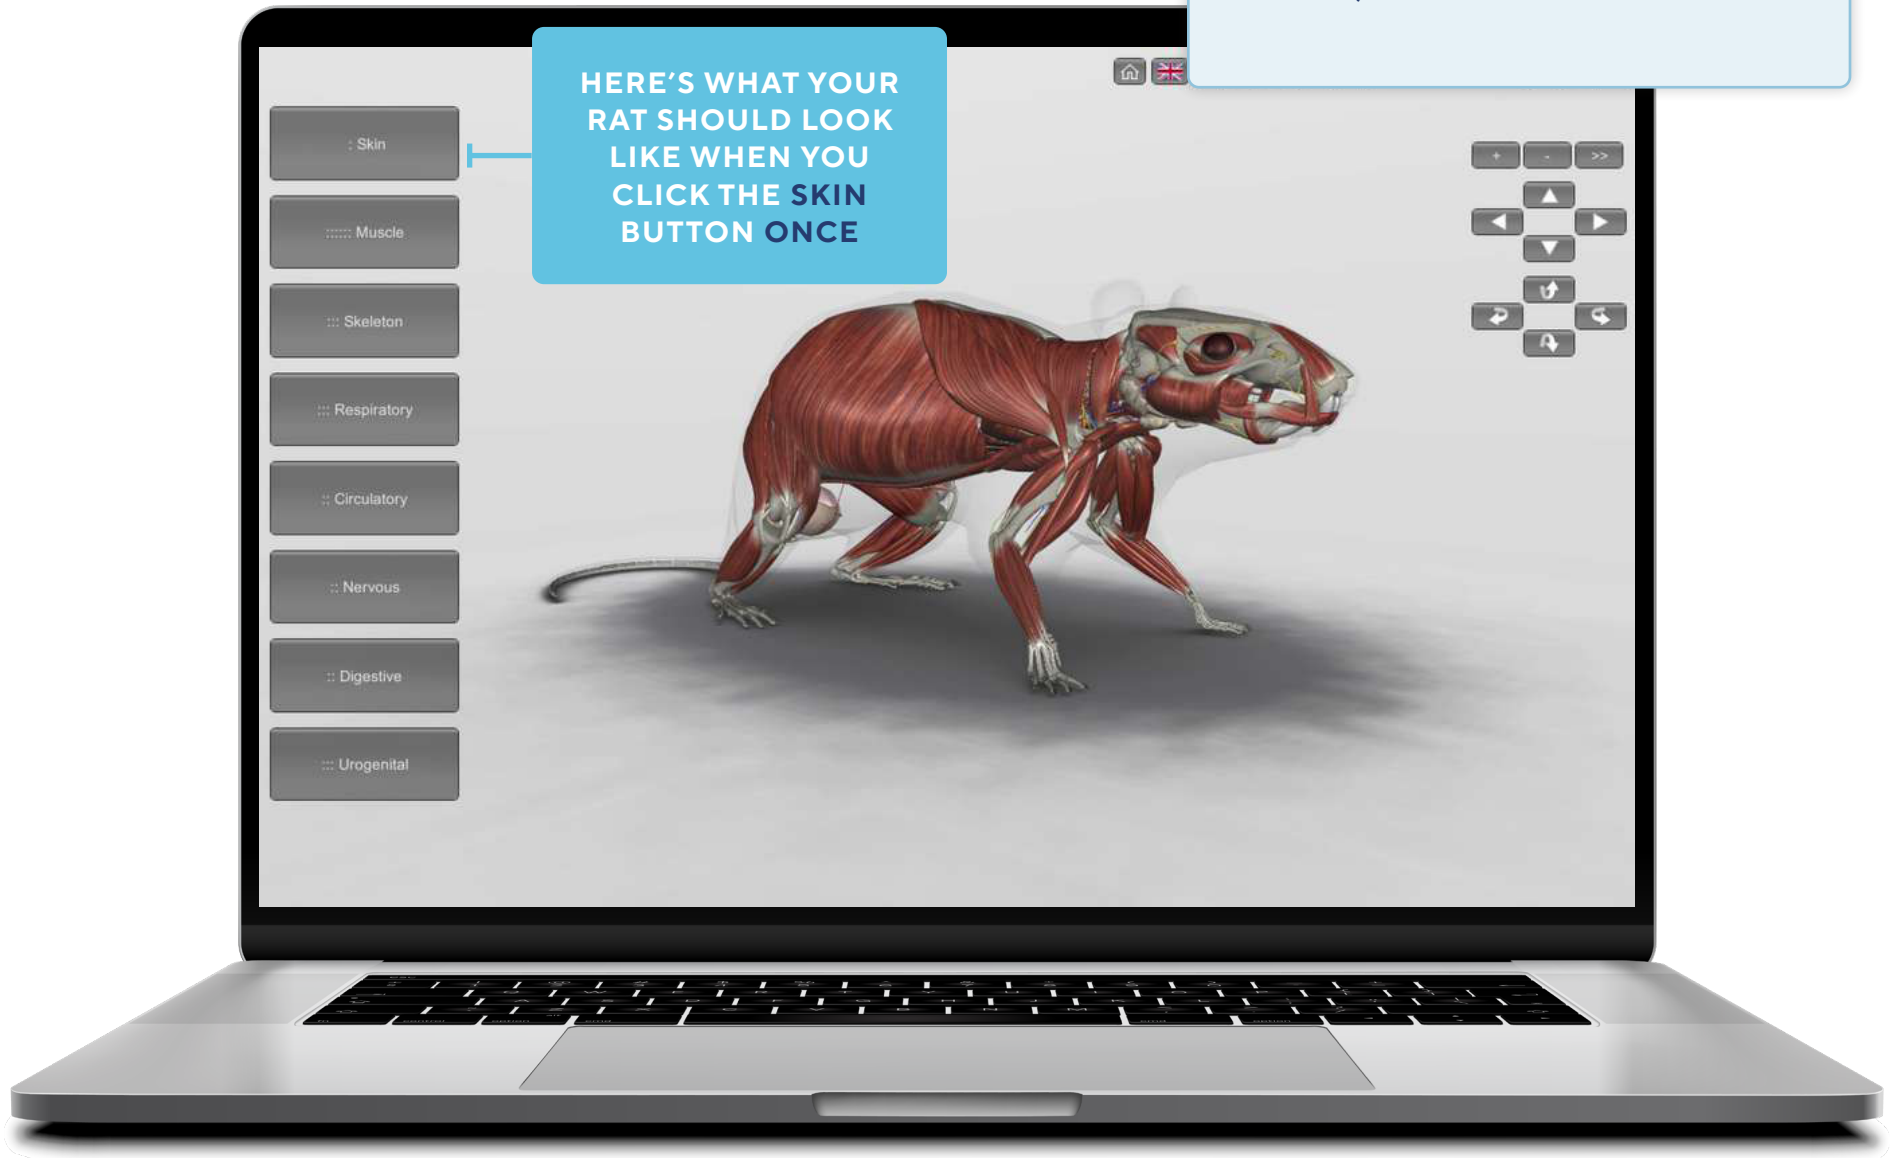 HERE'S WHAT YOUR
RAT SHOULD LOOK
LIKE WHEN YOU
CLICK THE SKIN
BUTTON ONCE
: Skin
:::::: Muscle
::: Skeleton
::: Respiratory
:: Circulatory
:: Nervous
:: Digestive
::: Urogenital
+ - >>